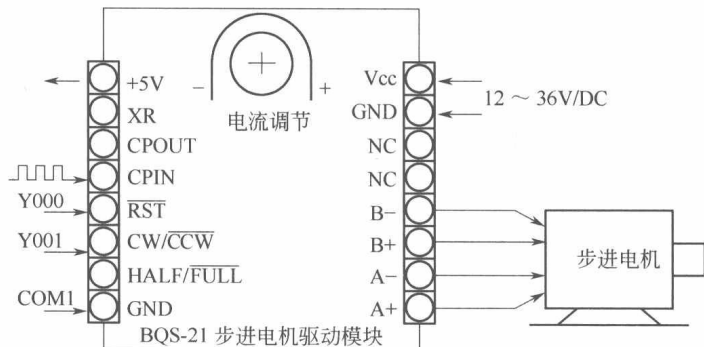 +5V
XR
CPOUT
CPIN
Y000
RST
Y001
CW/CCW
HALF/FULL
COM1
GND
− +
电流调节
Vcc
GND
12～36V/DC
NC
NC
B−
B+
A−
A+
步进电机
BQS-21 步进电机驱动模块